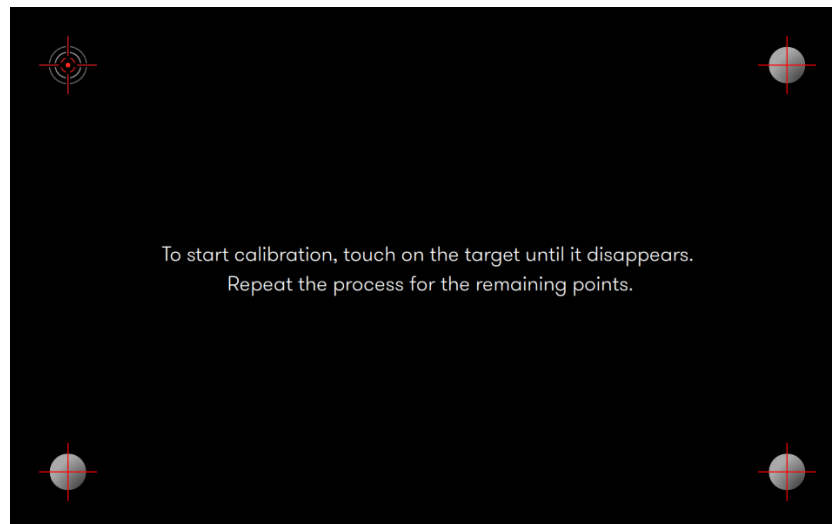 To start calibration, touch on the target until it disappears.
Repeat the process for the remaining points.